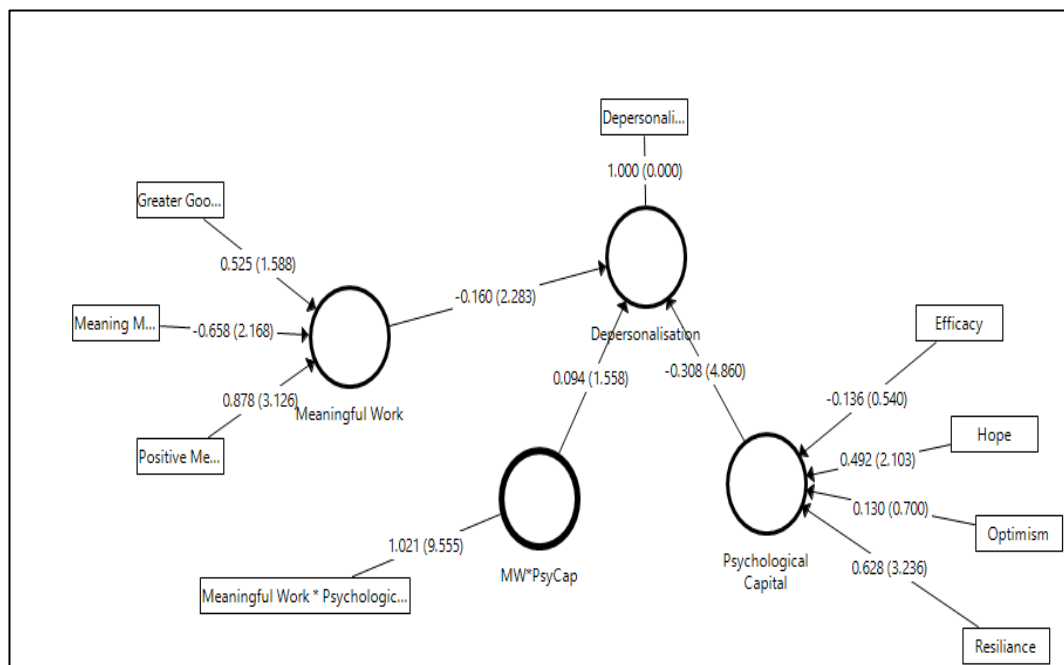 Depersonali...
1.000 (0.000)
Greater Goo...
0.525 (1.588)
Meaning M...
-0.658 (2.168)
0.878 (3.126)
Positive Me...
Meaningful Work
-0.160 (2.283)
Depersonalisation
0.094 (1.558)
-0.308 (4.860)
Efficacy
-0.136 (0.540)
Hope
0.492 (2.103)
0.130 (0.700)
Optimism
0.628 (3.236)
Resiliance
Psychological
Capital
MW*PsyCap
1.021 (9.555)
Meaningful Work * Psychologic...